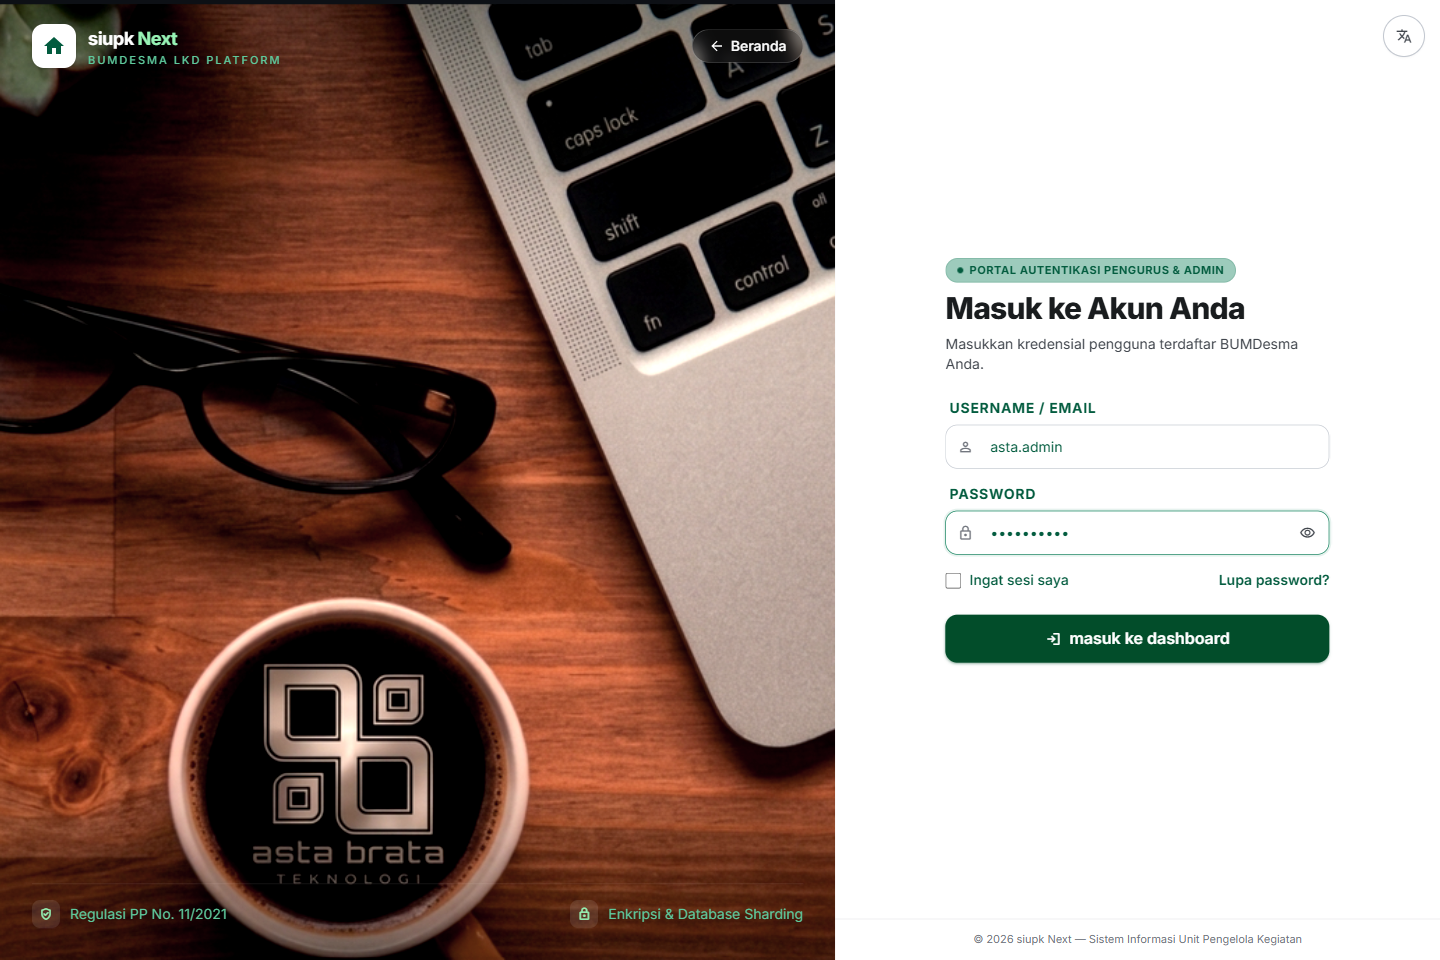 siupk Next
BUMDESMA LKD PLATFORM
Beranda
tab
caps lock
shift
fn
control
A
S
Z
alt
asta brata
TEKNOLOGI
Regulasi PP No. 11/2021
Enkripsi & Database Sharding
PORTAL AUTENTIKASI PENGURUS & ADMIN
Masuk ke Akun Anda
Masukkan kredensial pengguna terdaftar BUMDesma
Anda.
USERNAME / EMAIL
asta.admin
PASSWORD
••••••••••
Ingat sesi saya
Lupa password?
masuk ke dashboard
© 2026 siupk Next — Sistem Informasi Unit Pengelola Kegiatan